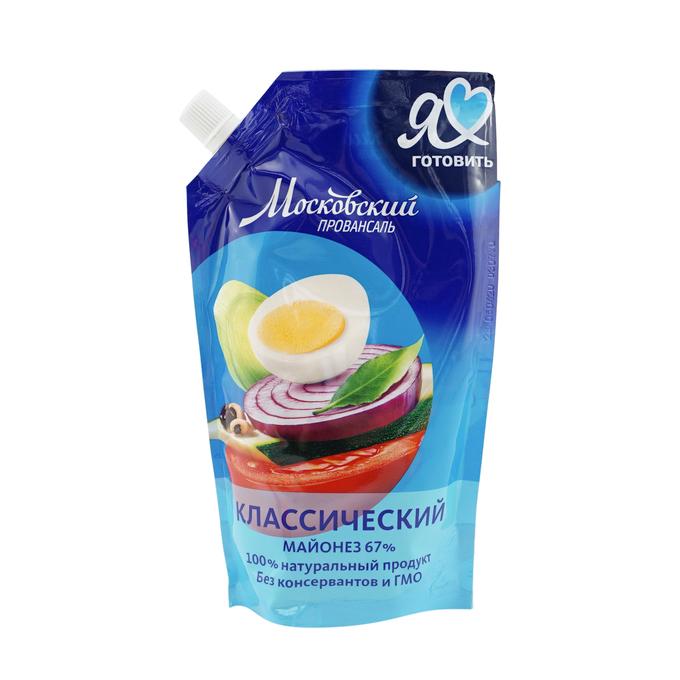 Я
ГОТОВИТЬ
Московский
ПРОВАНСАЛЬ
КЛАССИЧЕСКИЙ
МАЙОНЕЗ 67%
100% натуральный продукт
Без консервантов и ГМО